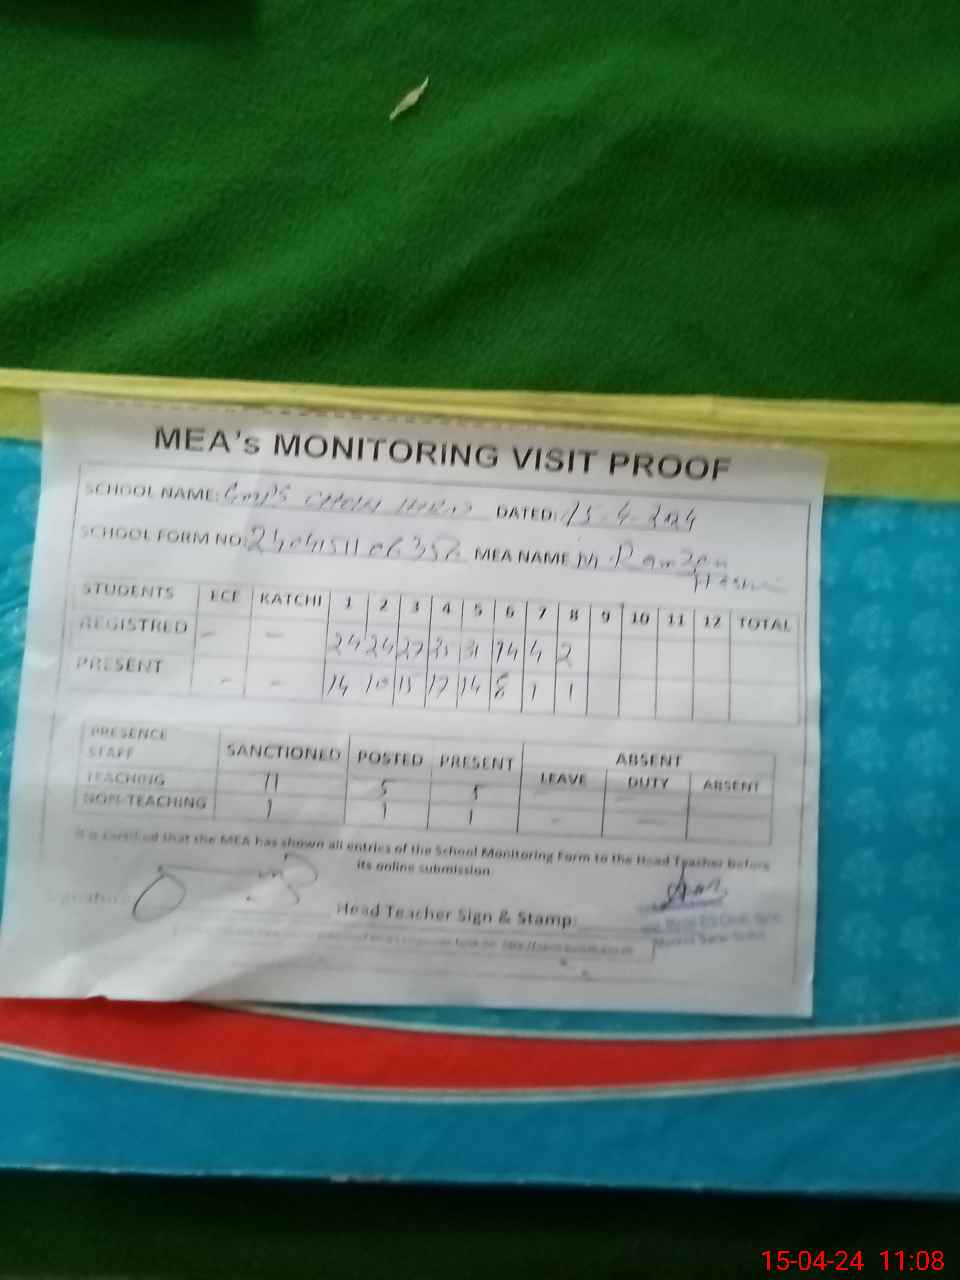 MEA's MONITORING VISIT PROOF
SCHOOL NAME: DATED: 15-4-2024
SCHOOL FORM NO: MEA NAME M. Ramzan
STUDENTS ECE KATCHI 1 2 3 4 5 6 7 8 9 10 11 12 TOTAL
REGISTRED - - 24 24 27 31 14 4 2
PRESENT - - 14 10 15 17 14 8 1 1
PRESENCE
STAFF SANCTIONED POSTED PRESENT ABSENT
LEAVE DUTY ABSENT
TEACHING 11 5 5
NON-TEACHING 1 1 1 - -
It is certified that the MEA has shown all entries of the School Monitoring Form to the Head Teacher before
its online submission
Signature: Head Teacher Sign & Stamp:
15-04-24 11:08